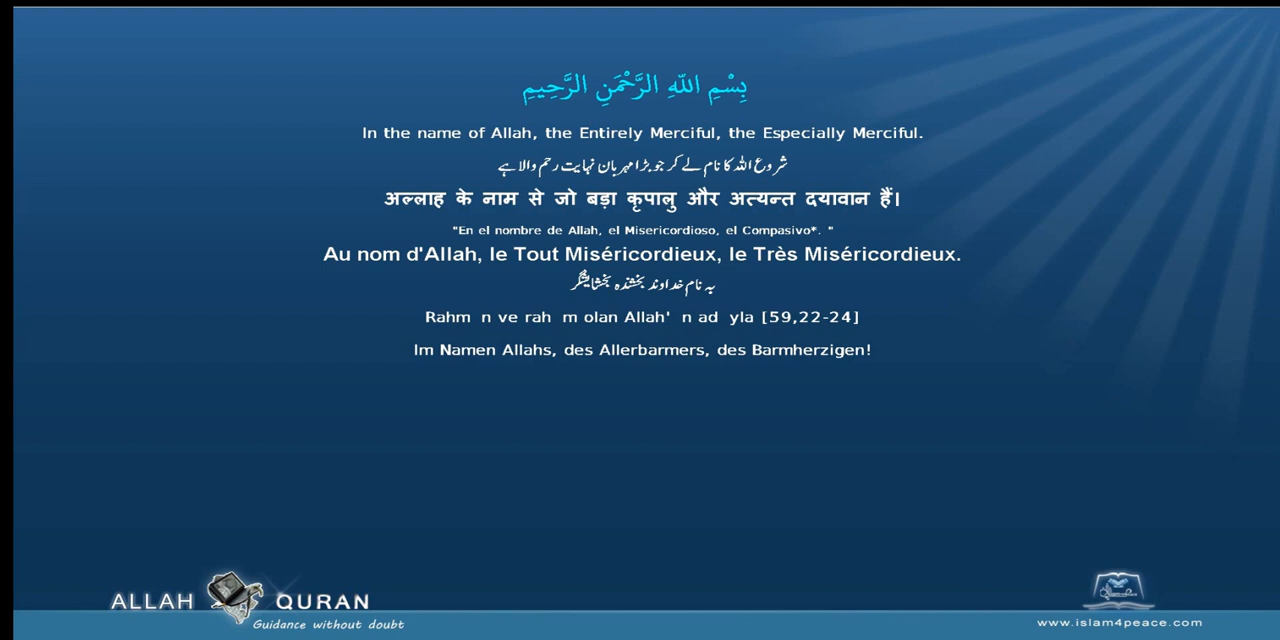 بِسْمِ اللَّهِ الرَّحْمَنِ الرَّحِيمِ
In the name of Allah, the Entirely Merciful, the Especially Merciful.
شروع اللہ کا نام لے کر جو بڑا مہربان نہایت رحم والا ہے
अल्लाह के नाम से जो बड़ा कृपालु और अत्यन्त दयावान हैं।
"En el nombre de Allah, el Misericordioso, el Compasivo*. "
Au nom d'Allah, le Tout Miséricordieux, le Très Miséricordieux.
به نام خداوند بخشنده بخشایشگر
Rahm n ve rah m olan Allah' n ad yla [59,22-24]
Im Namen Allahs, des Allerbarmers, des Barmherzigen!
ALLAH QURAN
Guidance without doubt
www.islam4peace.com